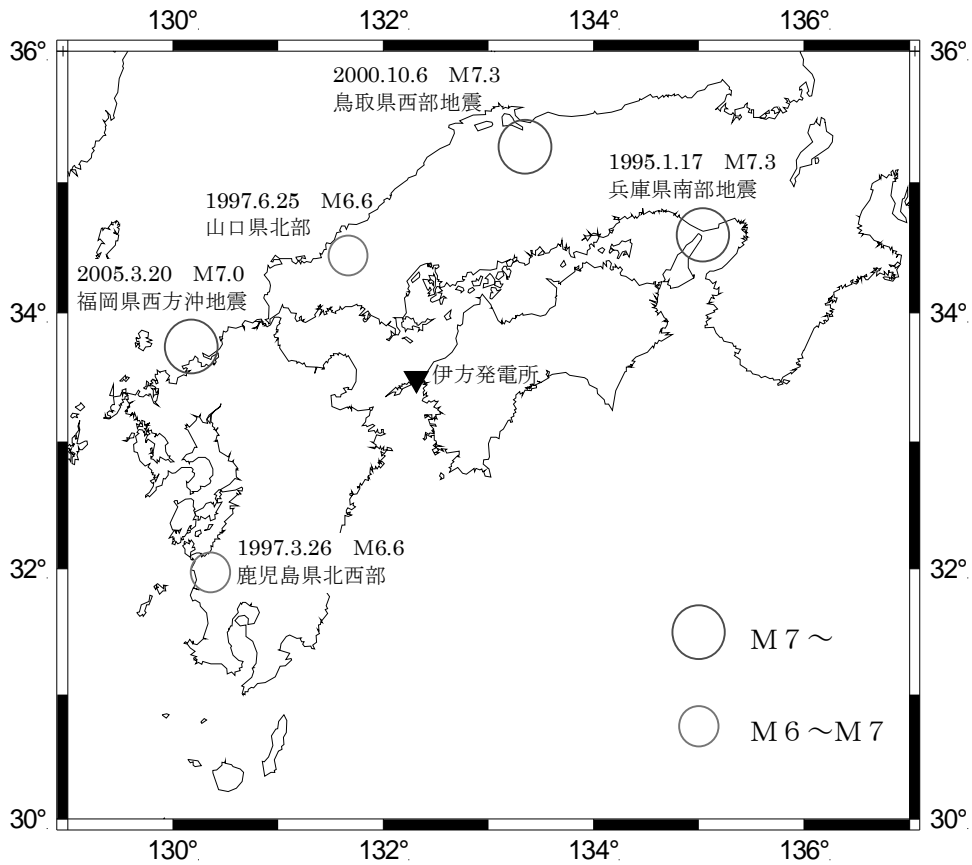 130°
132°
134°
136°
36°
36°
2000.10.6 M7.3
鳥取県西部地震
1995.1.17 M7.3
兵庫県南部地震
1997.6.25 M6.6
山口県北部
2005.3.20 M7.0
福岡県西方沖地震
34°
34°
伊方発電所
1997.3.26 M6.6
鹿児島県北西部
32°
32°
M7～
M6～M7
30°
30°
130°
132°
134°
136°